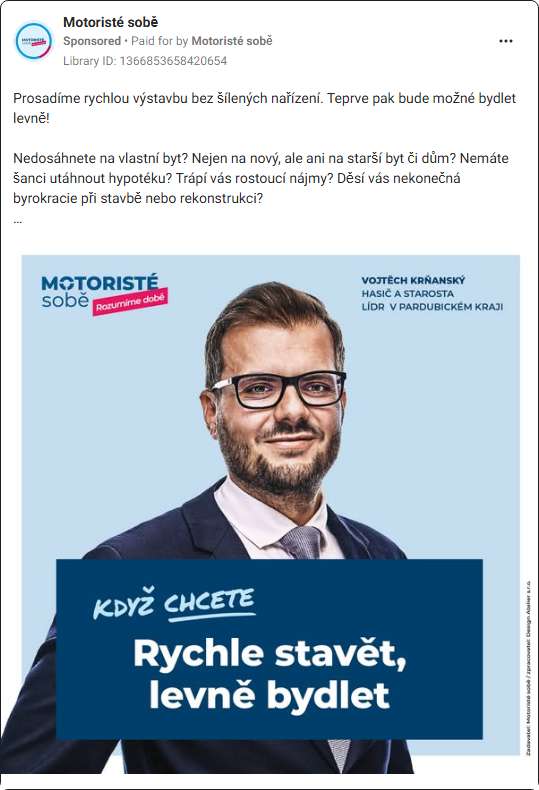 Motoristé sobě
Sponsored • Paid for by Motoristé sobě
Library ID: 1366853658420654
Prosadíme rychlou výstavbu bez šílených nařízení. Teprve pak bude možné bydlet
levně!
Nedosáhnete na vlastní byt? Nejen na nový, ale ani na starší byt či dům? Nemáte
šanci utáhnout hypotéku? Trápí vás rostoucí nájmy? Děsí vás nekonečná
byrokracie při stavbě nebo rekonstrukci?
...
MOTORISTÉ
sobě
Rozumíme době
VOJTĚCH KRŇANSKÝ
HASIČ A STAROSTA
LÍDR V PARDUBICKÉM KRAJI
KDYŽ CHCETE
Rychle stavět,
levně bydlet
Zadavatel: Motoristé sobě / zpracovatel: Design Atelier s.r.o.